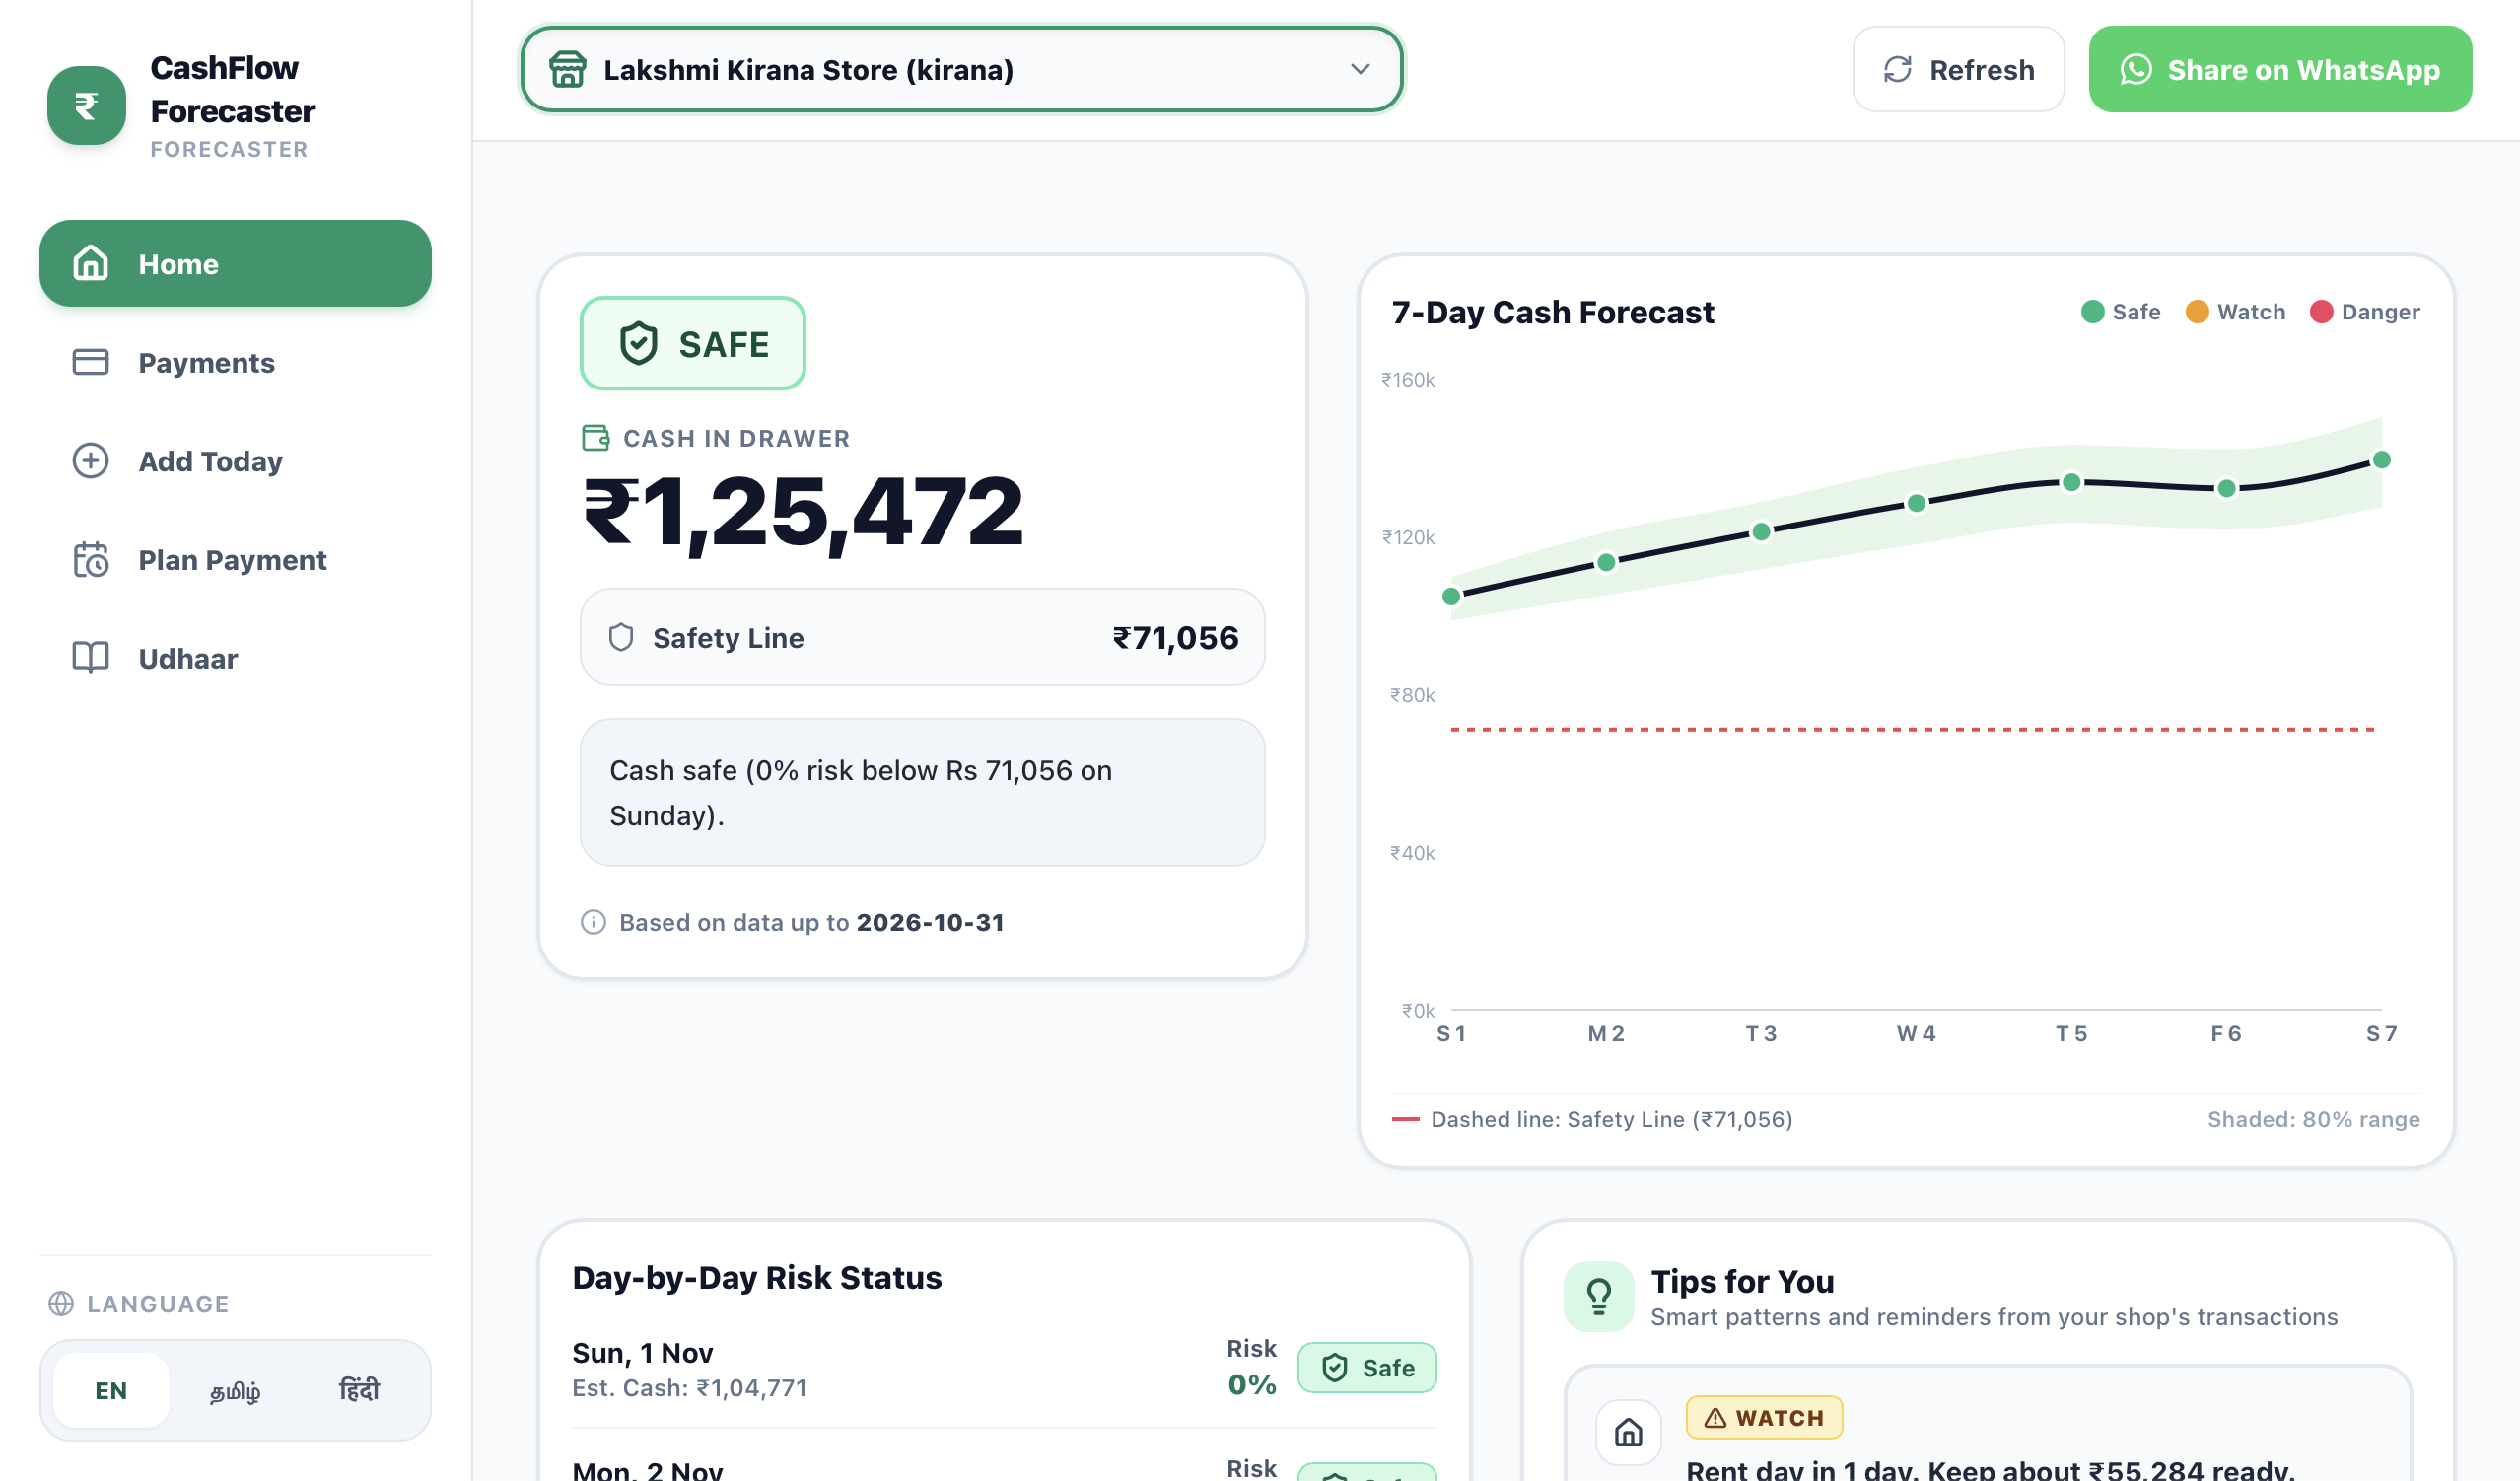 CashFlow
Forecaster
FORECASTER
Home
Payments
Add Today
Plan Payment
Udhaar
LANGUAGE
EN
தமிழ்
हिंदी
Lakshmi Kirana Store (kirana)
Refresh
Share on WhatsApp
SAFE
CASH IN DRAWER
₹1,25,472
Safety Line ₹71,056
Cash safe (0% risk below Rs 71,056 on
Sunday).
Based on data up to 2026-10-31
7-Day Cash Forecast
Safe Watch Danger
₹160k
₹120k
₹80k
₹40k
₹0k
S 1 M 2 T 3 W 4 T 5 F 6 S 7
Dashed line: Safety Line (₹71,056) Shaded: 80% range
Day-by-Day Risk Status
Sun, 1 Nov
Est. Cash: ₹1,04,771
Risk
0%
Safe
Mon, 2 Nov
Risk
Tips for You
Smart patterns and reminders from your shop's transactions
WATCH
Rent day in 1 day. Keep about ₹55,284 ready.